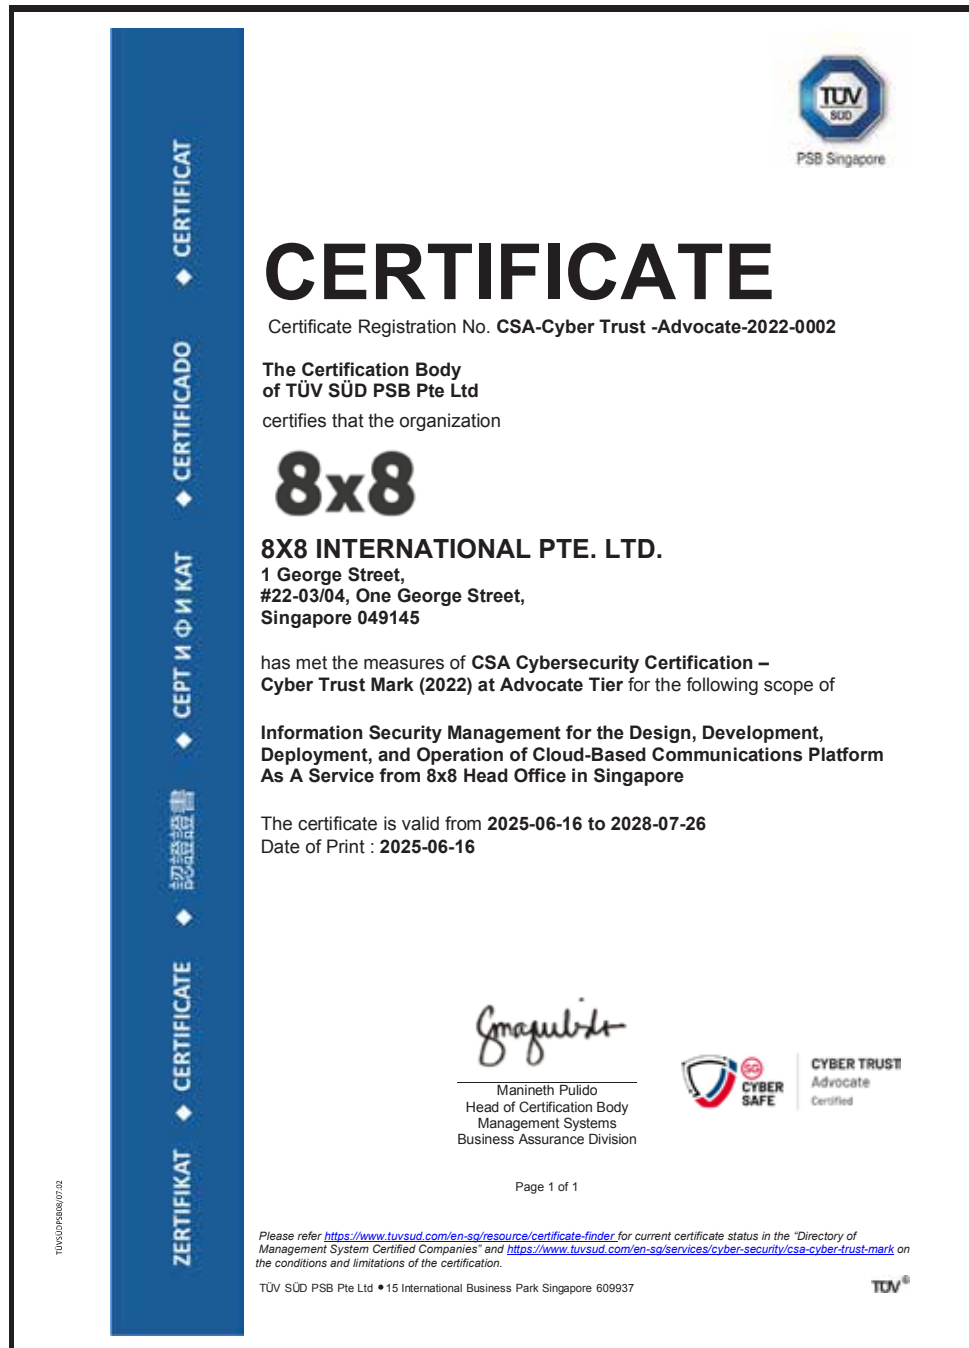 TÜV
SÜD
PSB Singapore
CERTIFICATE
Certificate Registration No. CSA-Cyber Trust -Advocate-2022-0002
The Certification Body
of TÜV SÜD PSB Pte Ltd
certifies that the organization
8x8
8X8 INTERNATIONAL PTE. LTD.
1 George Street,
#22-03/04, One George Street,
Singapore 049145
has met the measures of CSA Cybersecurity Certification –
Cyber Trust Mark (2022) at Advocate Tier for the following scope of
Information Security Management for the Design, Development,
Deployment, and Operation of Cloud-Based Communications Platform
As A Service from 8x8 Head Office in Singapore
The certificate is valid from 2025-06-16 to 2028-07-26
Date of Print : 2025-06-16
Manineth Pulido
Head of Certification Body
Management Systems
Business Assurance Division
SG
CYBER
SAFE
CYBER TRUST
Advocate
Certified
Page 1 of 1
Please refer https://www.tuvsud.com/en-sg/resource/certificate-finder for current certificate status in the “Directory of
Management System Certified Companies” and https://www.tuvsud.com/en-sg/services/cyber-security/csa-cyber-trust-mark on
the conditions and limitations of the certification.
TÜV SÜD PSB Pte Ltd ● 15 International Business Park Singapore 609937
TÜV ®
ZERTIFIKAT ◆ CERTIFICATE ◆ 認證證書 ◆ СЕРТ И Ф И КАТ ◆ CERTIFICADO ◆ CERTIFICAT
TÜVSÜDPSB08/07.02